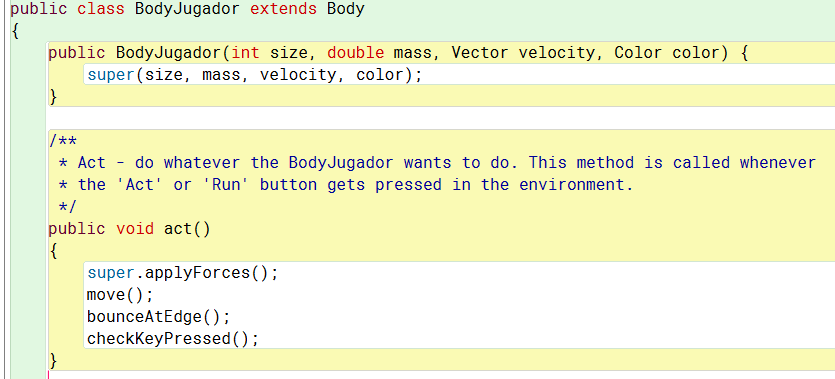 public class BodyJugador extends Body
{
public BodyJugador(int size, double mass, Vector velocity, Color color) {
super(size, mass, velocity, color);
}
/**
* Act - do whatever the BodyJugador wants to do. This method is called whenever
* the 'Act' or 'Run' button gets pressed in the environment.
*/
public void act()
{
super.applyForces();
move();
bounceAtEdge();
checkKeyPressed();
}